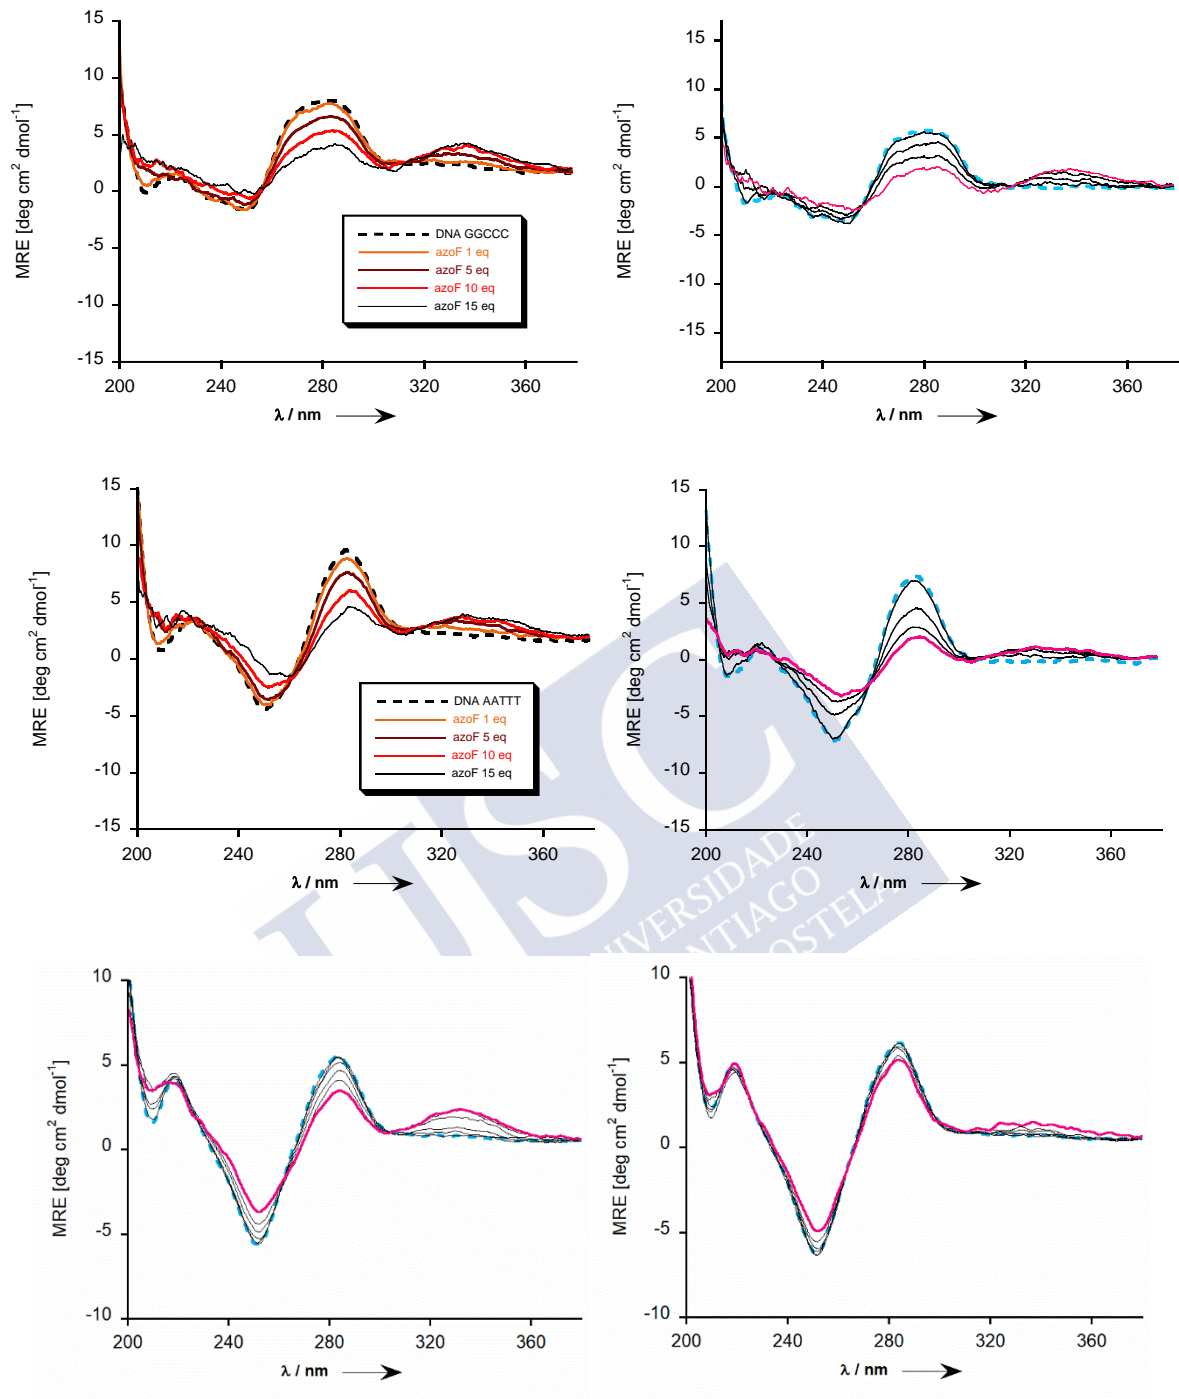 15
10
5
0
-5
-10
-15
MRE [deg cm² dmol⁻¹]
200 240 280 320 360
λ / nm
DNA GGCCC
azoF 1 eq
azoF 5 eq
azoF 10 eq
azoF 15 eq
15
10
5
0
-5
-10
-15
MRE [deg cm² dmol⁻¹]
200 240 280 320 360
λ / nm
15
10
5
0
-5
-10
-15
MRE [deg cm² dmol⁻¹]
200 240 280 320 360
λ / nm
DNA AATTT
azoF 1 eq
azoF 5 eq
azoF 10 eq
azoF 15 eq
15
10
5
0
-5
-10
-15
MRE [deg cm² dmol⁻¹]
200 240 280 320 360
λ / nm
USC
NIVERSIDADE
NTIAGO
OSTELA
10
5
0
-5
-10
MRE [deg cm² dmol⁻¹]
200 240 280 320 360
λ / nm
10
5
0
-5
-10
MRE [deg cm² dmol⁻¹]
200 240 280 320 360
λ / nm